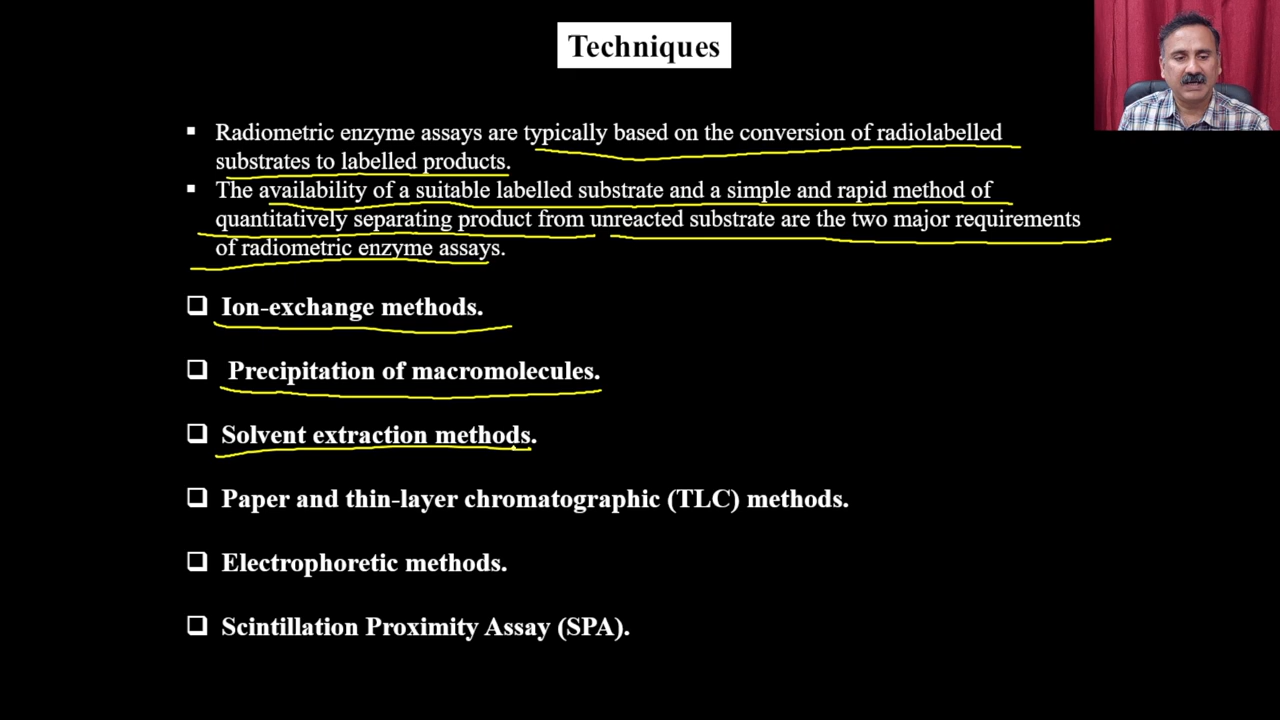 Techniques
▪ Radiometric enzyme assays are typically based on the conversion of radiolabelled
substrates to labelled products.
▪ The availability of a suitable labelled substrate and a simple and rapid method of
quantitatively separating product from unreacted substrate are the two major requirements
of radiometric enzyme assays.
❑ Ion-exchange methods.
❑ Precipitation of macromolecules.
❑ Solvent extraction methods.
❑ Paper and thin-layer chromatographic (TLC) methods.
❑ Electrophoretic methods.
❑ Scintillation Proximity Assay (SPA).